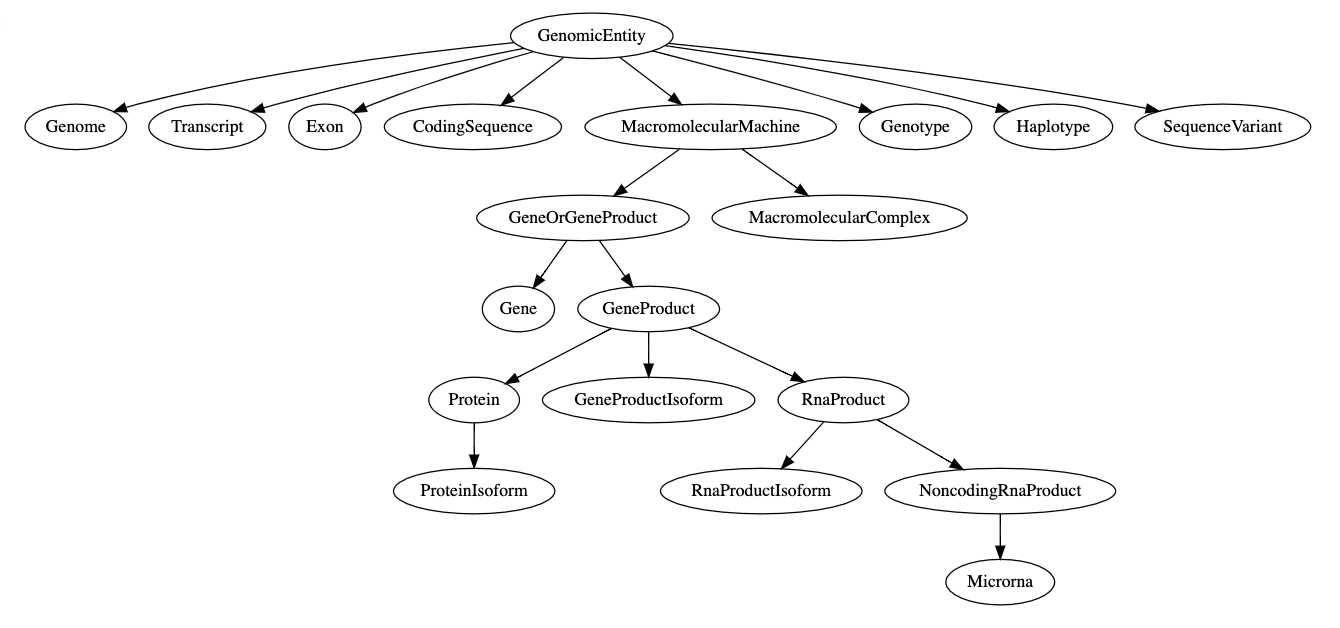 GenomicEntity
Genome
Transcript
Exon
CodingSequence
MacromolecularMachine
Genotype
Haplotype
SequenceVariant
GeneOrGeneProduct
MacromolecularComplex
Gene
GeneProduct
Protein
GeneProductIsoform
RnaProduct
ProteinIsoform
RnaProductIsoform
NoncodingRnaProduct
Microrna